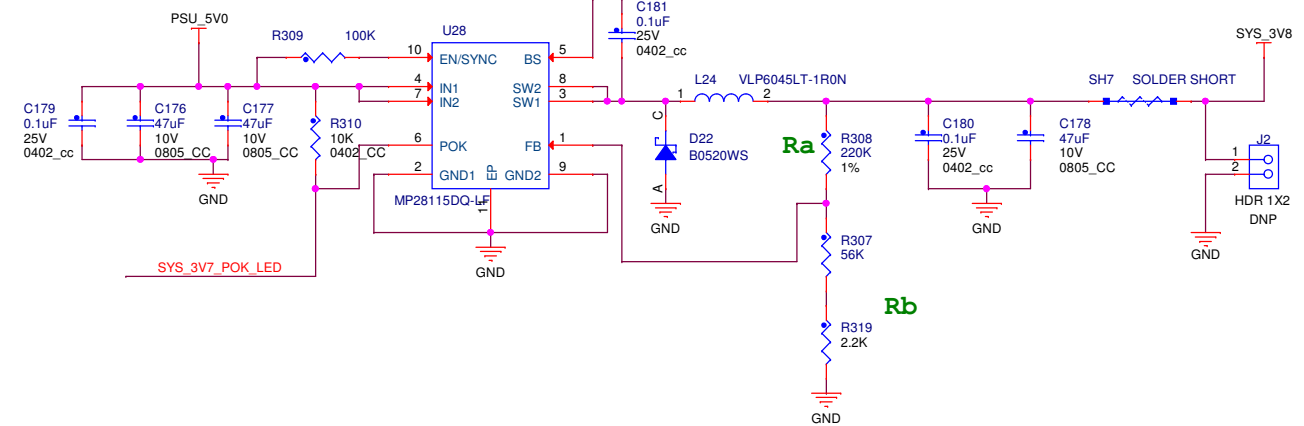 C181
0.1uF
25V
0402_cc
PSU_5V0
R309 100K
U28
SYS_3V8
10 EN/SYNC BS 5
4 IN1 SW2 8
7 IN2 SW1 3
6 POK FB 1
2 GND1 EP GND2 9
11
MP28115DQ-LF
GND
C179
0.1uF
25V
0402_cc
C176
47uF
10V
0805_CC
C177
47uF
10V
0805_CC
GND
R310
10K
0402_CC
SYS_3V7_POK_LED
L24 VLP6045LT-1R0N
1 2
C
D22
B0520WS
A
GND
Ra
R308
220K
1%
R307
56K
Rb
R319
2.2K
GND
C180
0.1uF
25V
0402_cc
C178
47uF
10V
0805_CC
GND
SH7 SOLDER SHORT
J2
1
2
HDR 1X2
DNP
GND